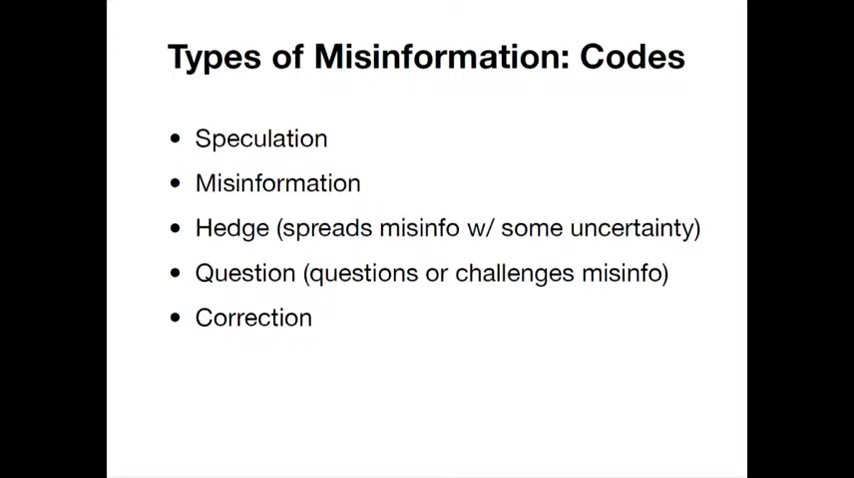 Types of Misinformation: Codes
• Speculation
• Misinformation
• Hedge (spreads misinfo w/ some uncertainty)
• Question (questions or challenges misinfo)
• Correction